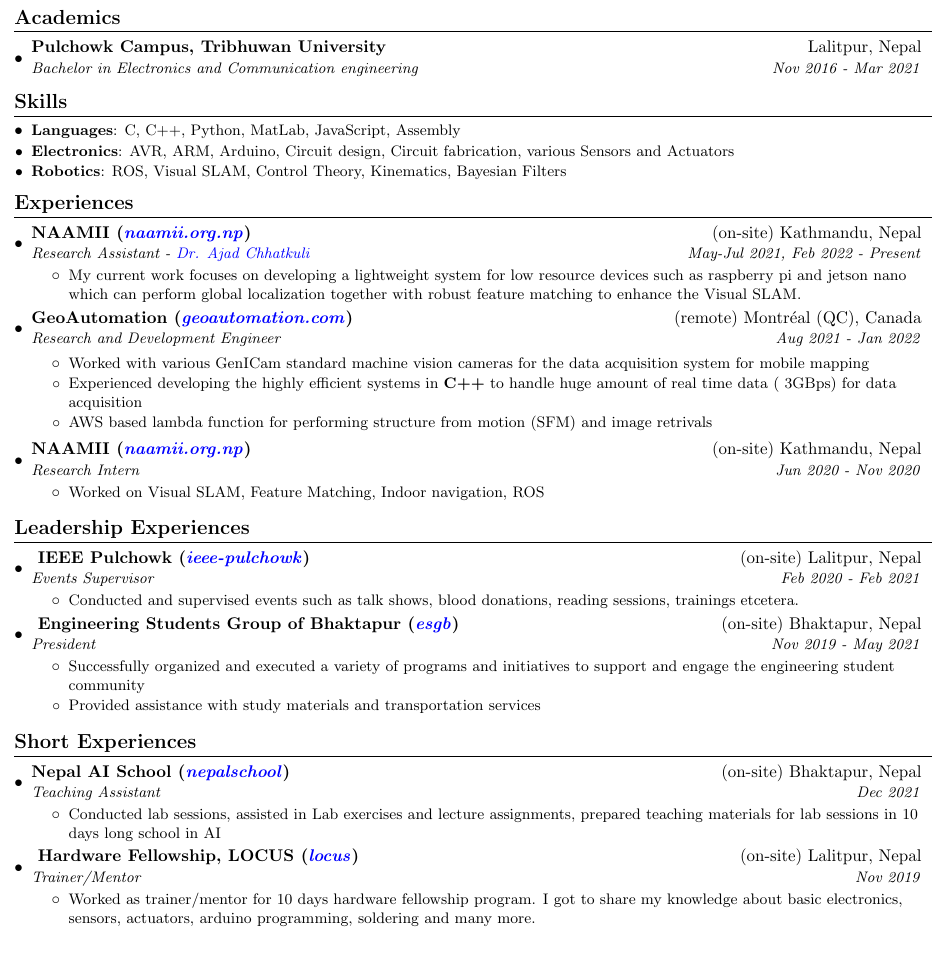 Academics
• Pulchowk Campus, Tribhuwan University Lalitpur, Nepal
Bachelor in Electronics and Communication engineering Nov 2016 - Mar 2021
Skills
• Languages: C, C++, Python, MatLab, JavaScript, Assembly
• Electronics: AVR, ARM, Arduino, Circuit design, Circuit fabrication, various Sensors and Actuators
• Robotics: ROS, Visual SLAM, Control Theory, Kinematics, Bayesian Filters
Experiences
• NAAMII (naamii.org.np) (on-site) Kathmandu, Nepal
Research Assistant - Dr. Ajad Chhatkuli May-Jul 2021, Feb 2022 - Present
◦ My current work focuses on developing a lightweight system for low resource devices such as raspberry pi and jetson nano
which can perform global localization together with robust feature matching to enhance the Visual SLAM.
• GeoAutomation (geoautomation.com) (remote) Montréal (QC), Canada
Research and Development Engineer Aug 2021 - Jan 2022
◦ Worked with various GenICam standard machine vision cameras for the data acquisition system for mobile mapping
◦ Experienced developing the highly efficient systems in C++ to handle huge amount of real time data ( 3GBps) for data
acquisition
◦ AWS based lambda function for performing structure from motion (SFM) and image retrivals
• NAAMII (naamii.org.np) (on-site) Kathmandu, Nepal
Research Intern Jun 2020 - Nov 2020
◦ Worked on Visual SLAM, Feature Matching, Indoor navigation, ROS
Leadership Experiences
• IEEE Pulchowk (ieee-pulchowk) (on-site) Lalitpur, Nepal
Events Supervisor Feb 2020 - Feb 2021
◦ Conducted and supervised events such as talk shows, blood donations, reading sessions, trainings etcetera.
• Engineering Students Group of Bhaktapur (esgb) (on-site) Bhaktapur, Nepal
President Nov 2019 - May 2021
◦ Successfully organized and executed a variety of programs and initiatives to support and engage the engineering student
community
◦ Provided assistance with study materials and transportation services
Short Experiences
• Nepal AI School (nepalschool) (on-site) Bhaktapur, Nepal
Teaching Assistant Dec 2021
◦ Conducted lab sessions, assisted in Lab exercises and lecture assignments, prepared teaching materials for lab sessions in 10
days long school in AI
• Hardware Fellowship, LOCUS (locus) (on-site) Lalitpur, Nepal
Trainer/Mentor Nov 2019
◦ Worked as trainer/mentor for 10 days hardware fellowship program. I got to share my knowledge about basic electronics,
sensors, actuators, arduino programming, soldering and many more.